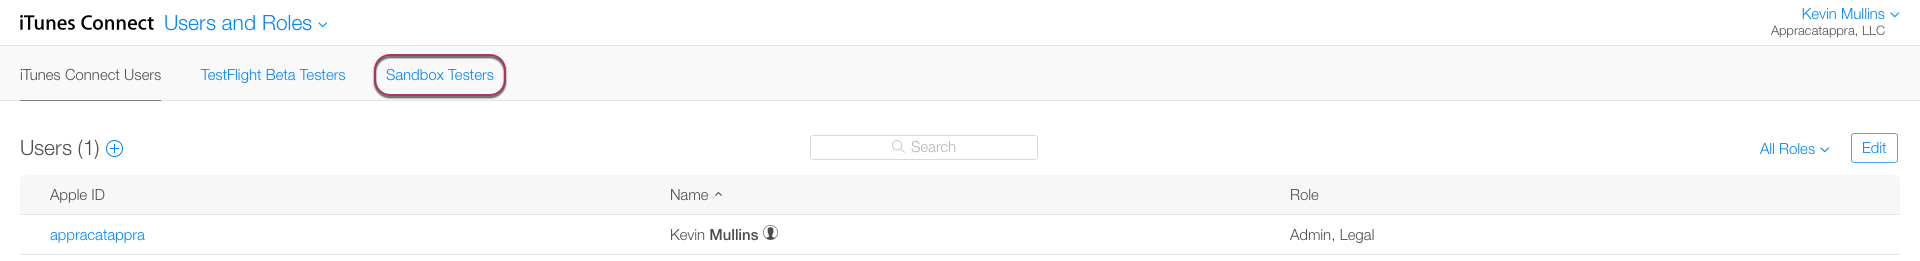 iTunes Connect Users and Roles
Kevin Mullins
Appracatappra, LLC
iTunes Connect Users TestFlight Beta Testers Sandbox Testers
Users (1) Search All Roles Edit
Apple ID Name Role
appracatappra Kevin Mullins Admin, Legal